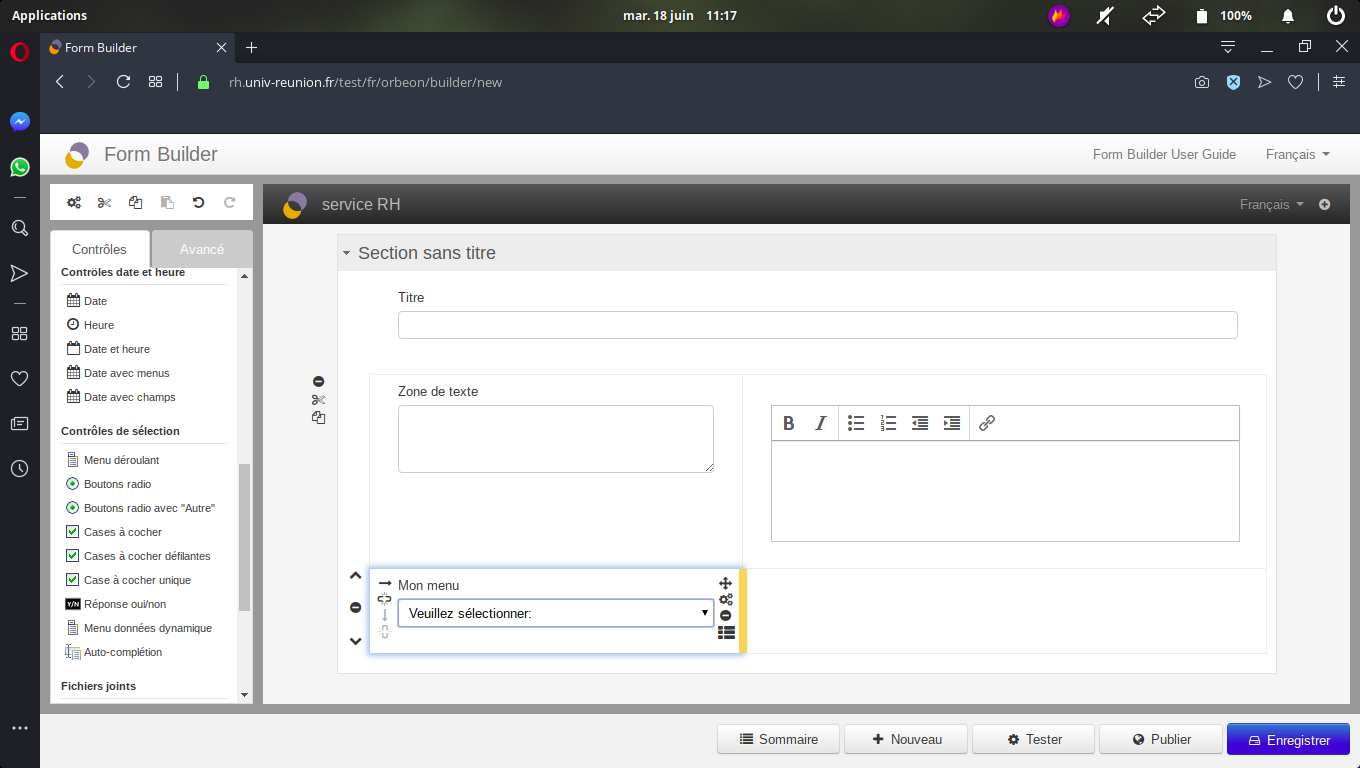 Applications
mar. 18 juin 11:17
100%
Form Builder
rh.univ-reunion.fr/test/fr/orbeon/builder/new
Form Builder
Form Builder User Guide
Français
service RH
Français
Contrôles
Avancé
Contrôles date et heure
Date
Heure
Date et heure
Date avec menus
Date avec champs
Contrôles de sélection
Menu déroulant
Boutons radio
Boutons radio avec "Autre"
Cases à cocher
Cases à cocher défilantes
Case à cocher unique
Y/N Réponse oui/non
Menu données dynamique
Auto-complétion
Fichiers joints
Section sans titre
Titre
Zone de texte
B I
Mon menu
Veuillez sélectionner:
Sommaire
Nouveau
Tester
Publier
Enregistrer